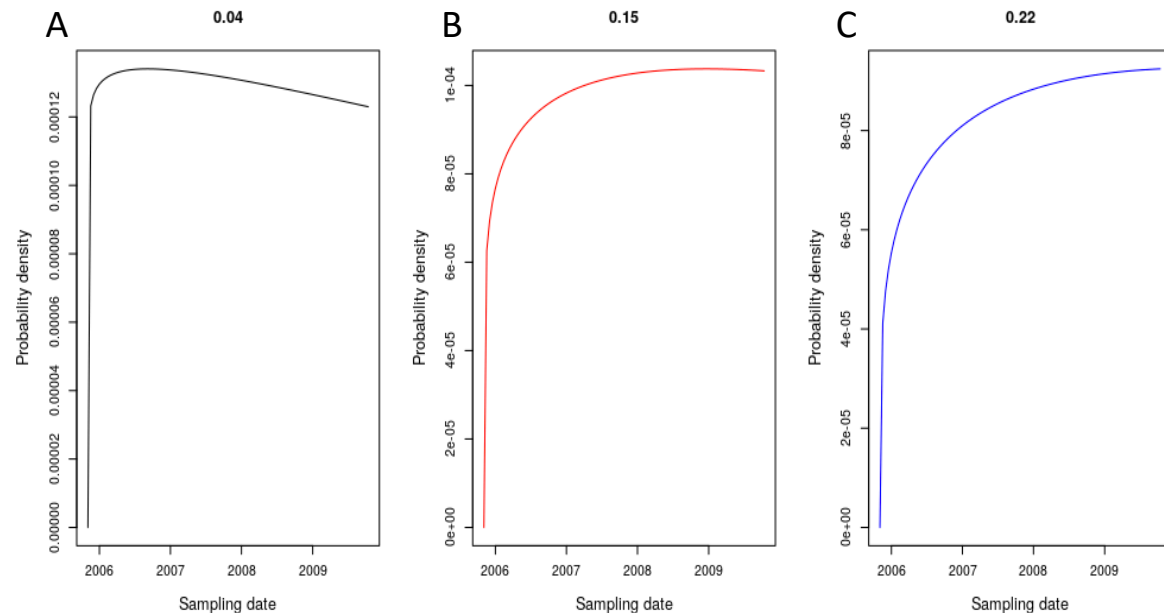 A
0.04
Probability density
0.00000
0.00002
0.00004
0.00006
0.00008
0.00010
0.00012
2006
2007
2008
2009
Sampling date
B
0.15
Probability density
0e+00
2e-05
4e-05
6e-05
8e-05
1e-04
2006
2007
2008
2009
Sampling date
C
0.22
Probability density
0e+00
2e-05
4e-05
6e-05
8e-05
2006
2007
2008
2009
Sampling date